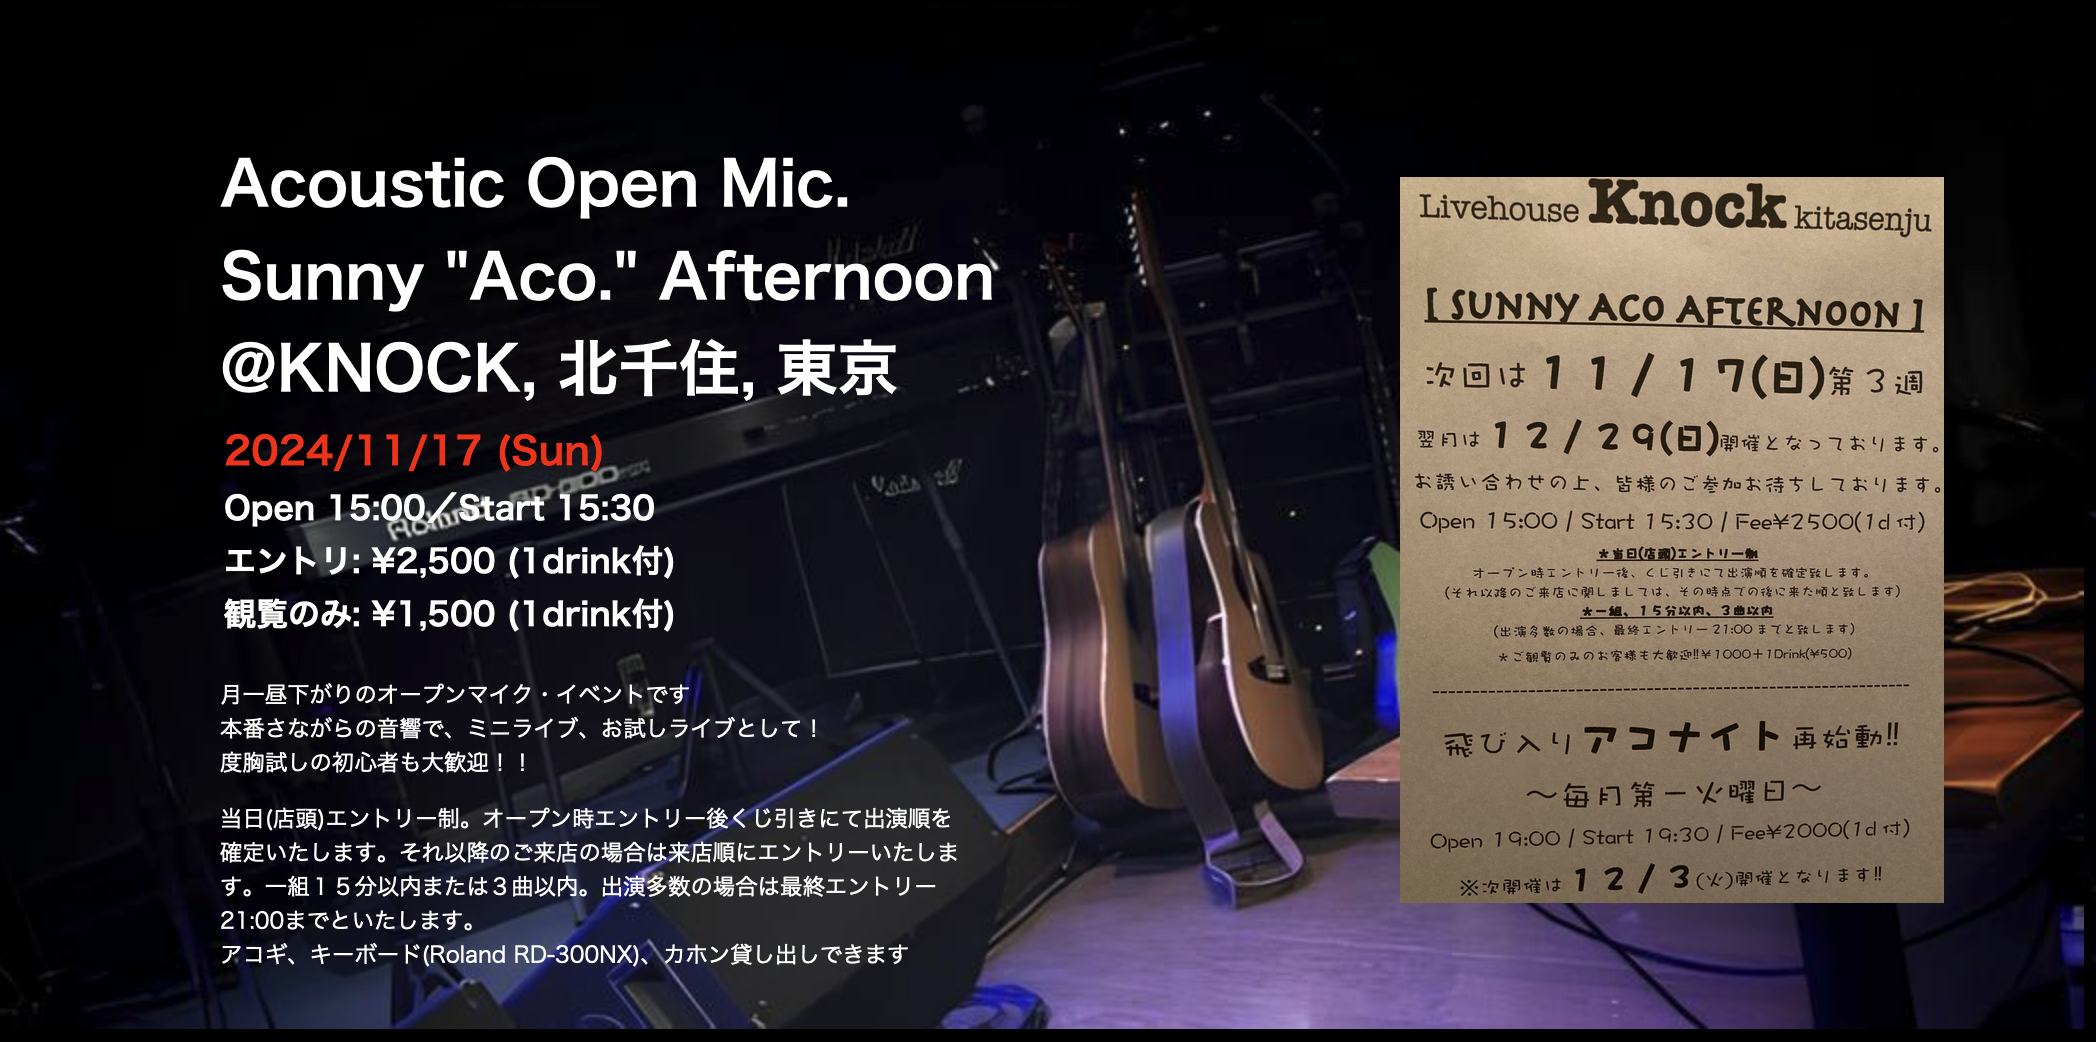 Acoustic Open Mic.
Sunny "Aco." Afternoon
@KNOCK, 北千住, 東京
2024/11/17 (Sun)
Open 15:00／Start 15:30
エントリ: ¥2,500 (1drink付)
観覧のみ: ¥1,500 (1drink付)
月一昼下がりのオープンマイク・イベントです
本番さながらの音響で、ミニライブ、お試しライブとして！
度胸試しの初心者も大歓迎！！
当日(店頭)エントリー制。オープン時エントリー後くじ引きにて出演順を
確定いたします。それ以降のご来店の場合は来店順にエントリーいたしま
す。一組１５分以内または３曲以内。出演多数の場合は最終エントリー
21:00までといたします。
アコギ、キーボード(Roland RD-300NX)、カホン貸し出しできます
Livehouse Knock kitasenju
[ SUNNY ACO AFTERNOON ]
次回は 11/17(日)第3週
翌月は 12/29(日)開催となっております。
お誘い合わせの上、皆様のご参加お待ちしております。
Open 15:00 / Start 15:30 / Fee¥2500(1d付)
*当日(店頭)エントリー制
オープン時エントリー後、くじ引きにて出演順を確定致します。
(それ以降のご来店に関しましては、その時点での後に来た順と致します)
*一組、15分以内、3曲以内
(出演多数の場合、最終エントリー21:00までと致します)
*ご観覧のみのお客様も大歓迎!!¥1000+1Drink(¥500)
飛び入りアコナイト再始動!!
～毎月第一火曜日～
Open 19:00 / Start 19:30 / Fee¥2000(1d付)
※次開催は 12/3(火)開催となります!!
Marshall
Roland